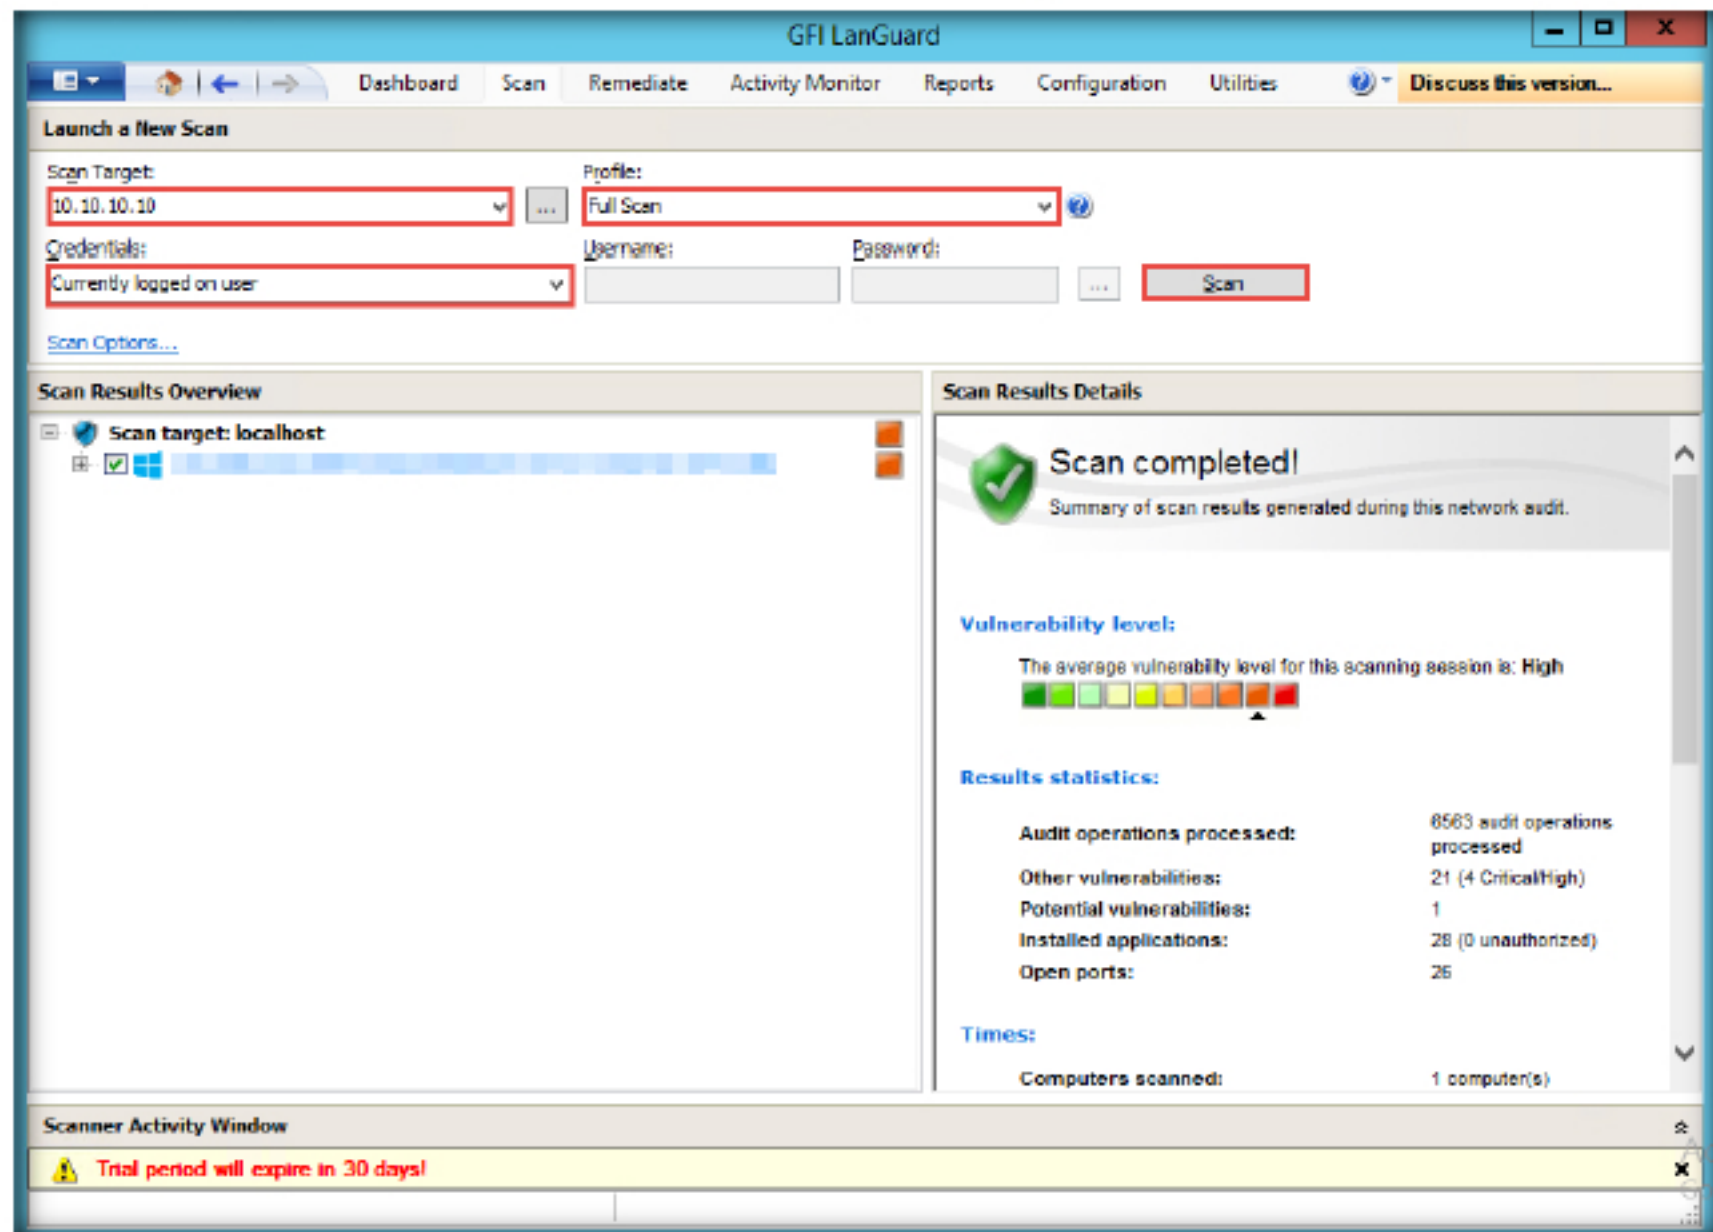 GFI LanGuard
Dashboard Scan Remediate Activity Monitor Reports Configuration Utilities Discuss this version...
Launch a New Scan
Scan Target: Profile:
10.10.10.10 ... Full Scan
Credentials: Username: Password:
Currently logged on user ... Scan
Scan Options...
Scan Results Overview
Scan target: localhost
Scan Results Details
Scan completed!
Summary of scan results generated during this network audit.
Vulnerability level:
The average vulnerability level for this scanning session is: High
Results statistics:
Audit operations processed: 6563 audit operations
processed
Other vulnerabilities: 21 (4 Critical/High)
Potential vulnerabilities: 1
Installed applications: 28 (0 unauthorized)
Open ports: 26
Times:
Computers scanned: 1 computer(s)
Scanner Activity Window
Trial period will expire in 30 days!